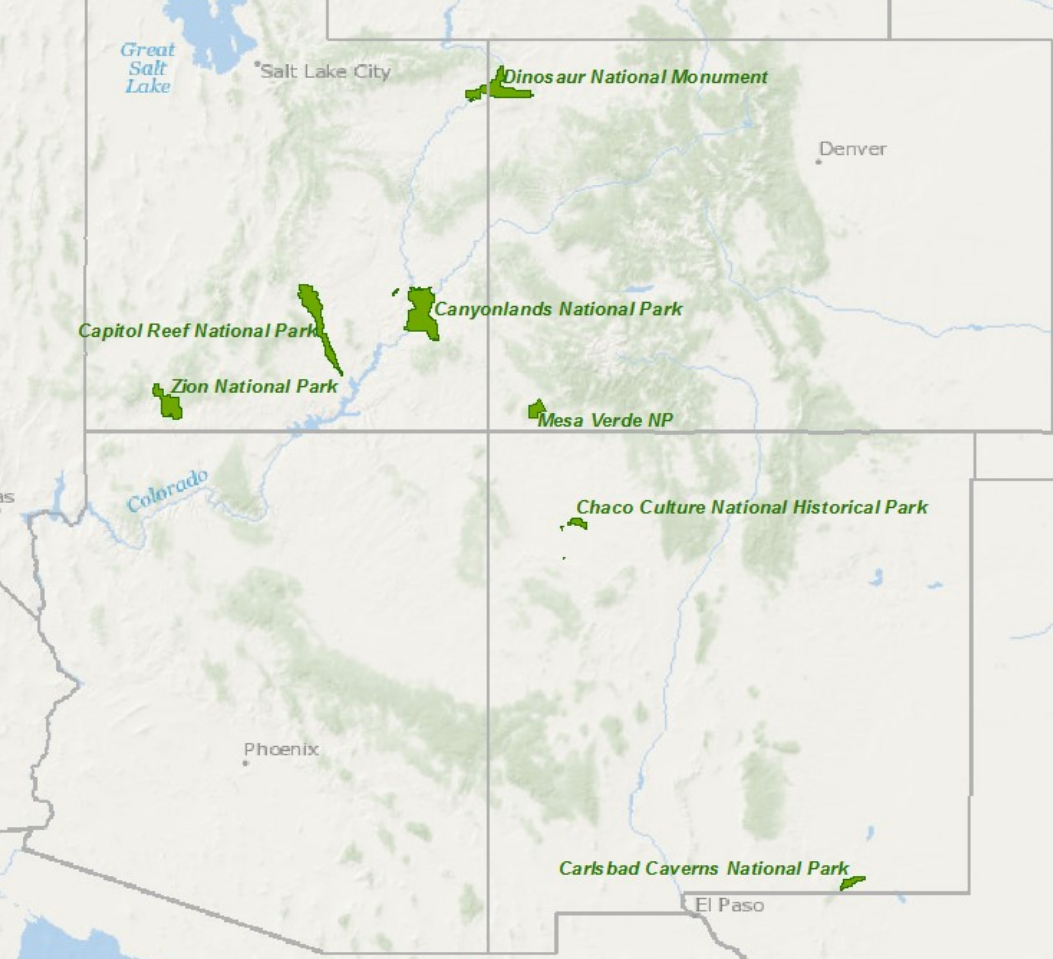 Great
Salt
Lake
Salt Lake City
Dinosaur National Monument
Denver
Canyonlands National Park
Capitol Reef National Park
Zion National Park
Mesa Verde NP
Colorado
as
Chaco Culture National Historical Park
Phoenix
Carlsbad Caverns National Park
El Paso